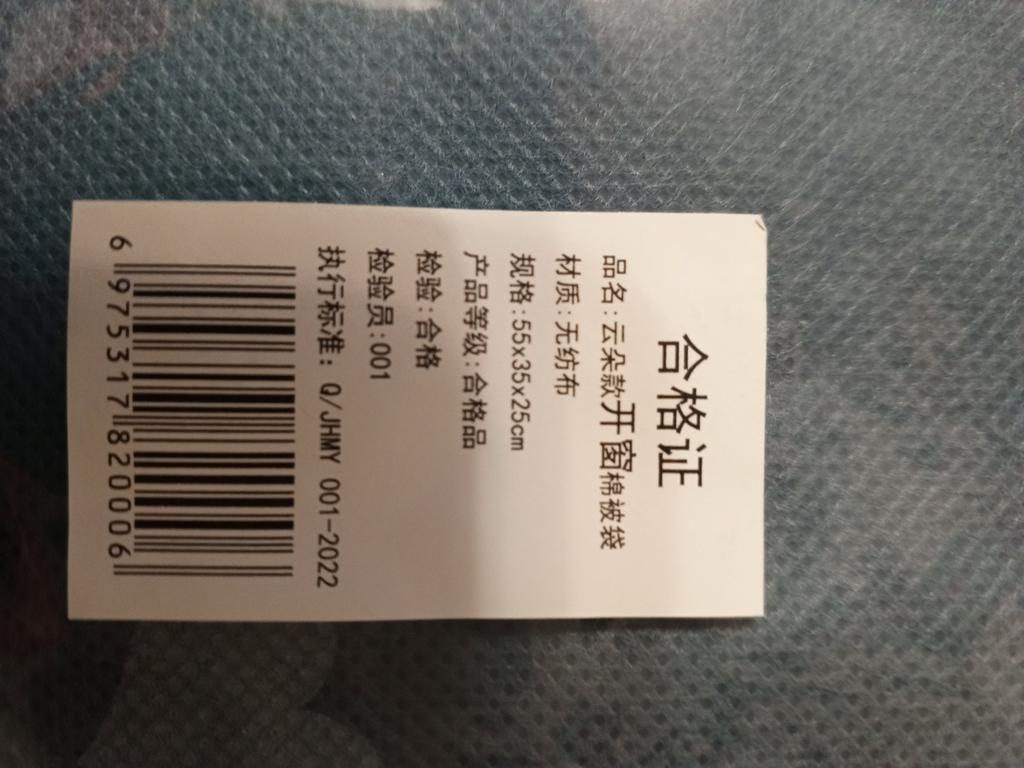 合格证
品名:云朵款开窗棉被袋
材质:无纺布
规格:55x35x25cm
产品等级:合格品
检验:合格
检验员:001
执行标准: Q/JHMY 001-2022
6 975317 820006